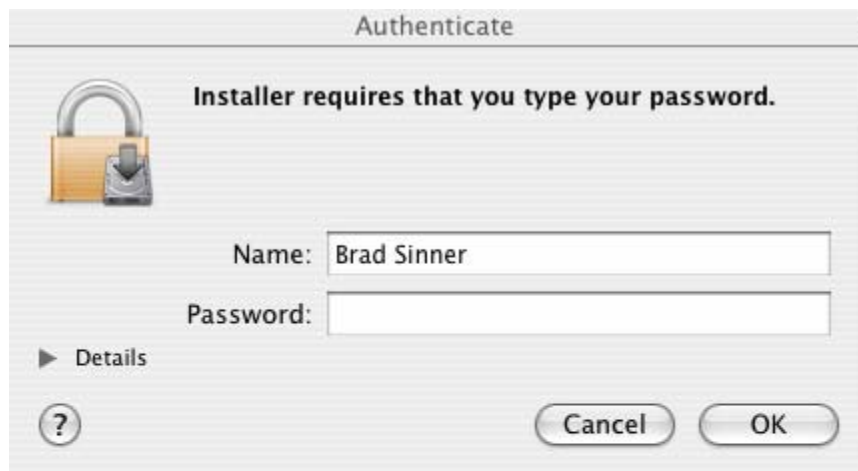 Authenticate
Installer requires that you type your password.
Name: Brad Sinner
Password:
Details
?
Cancel OK